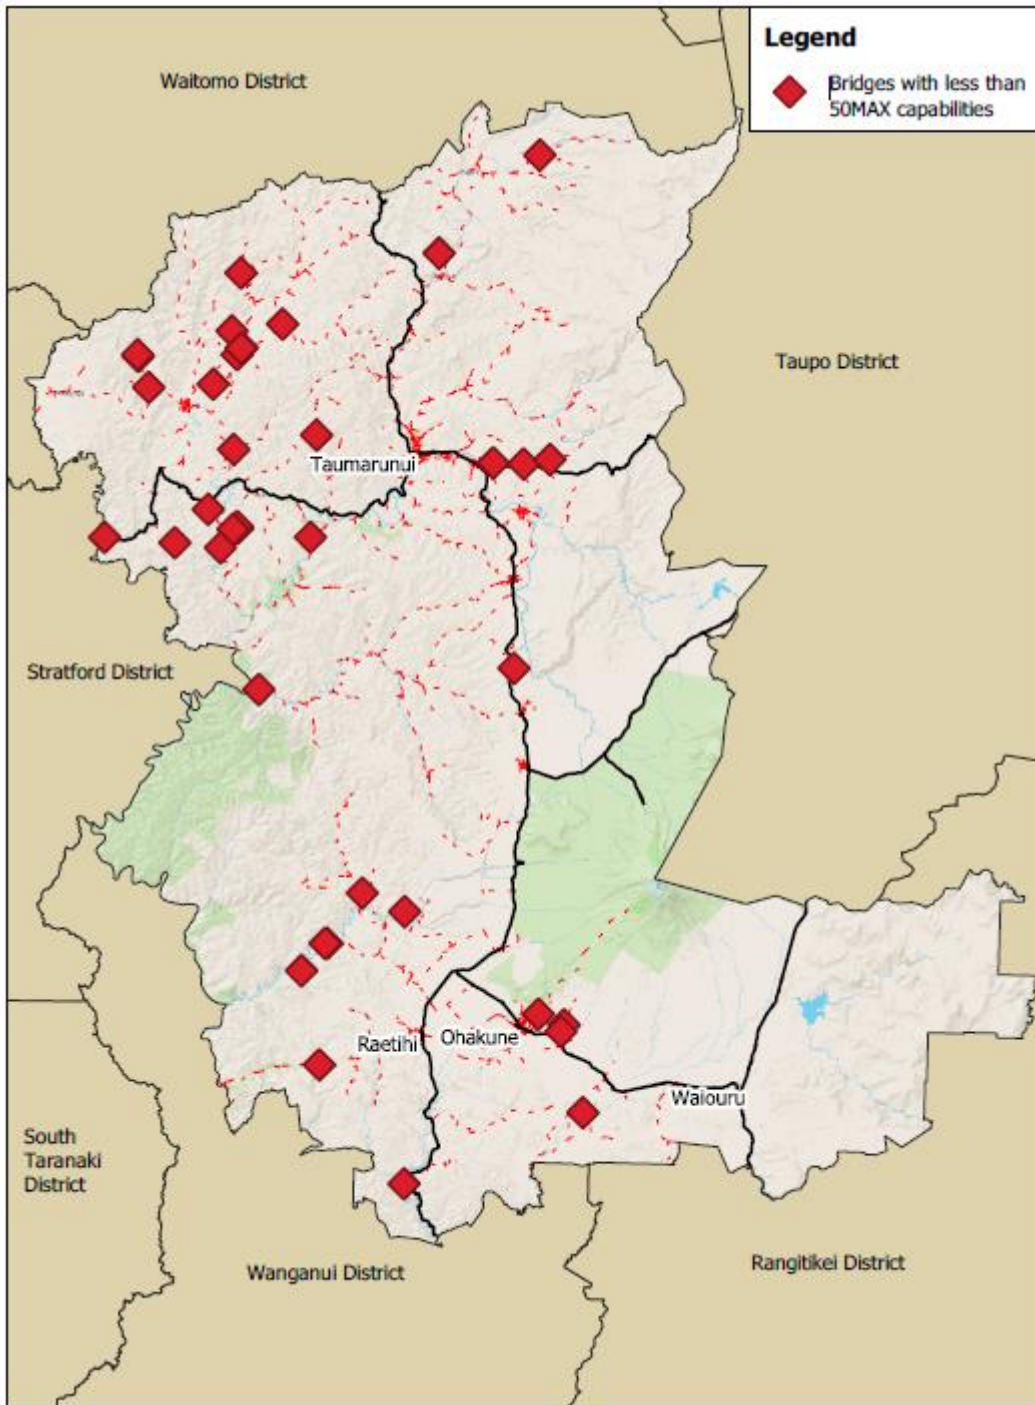 Legend
Bridges with less than
50MAX capabilities
Waitomo District
Taupo District
Taumarunui
Stratford District
Raetihi
Ohakune
Waiouru
South
Taranaki
District
Wanganui District
Rangitikei District